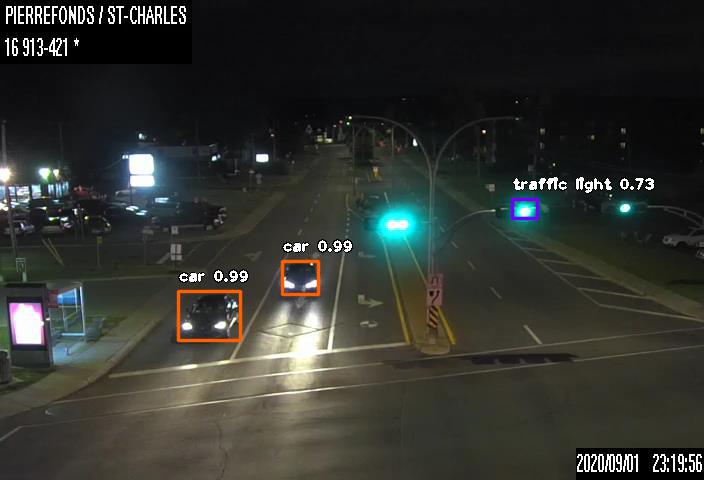 PIERREFONDS / ST-CHARLES
16 913-421 *
traffic light 0.73
car 0.99
car 0.99
2020/09/01 23:19:56